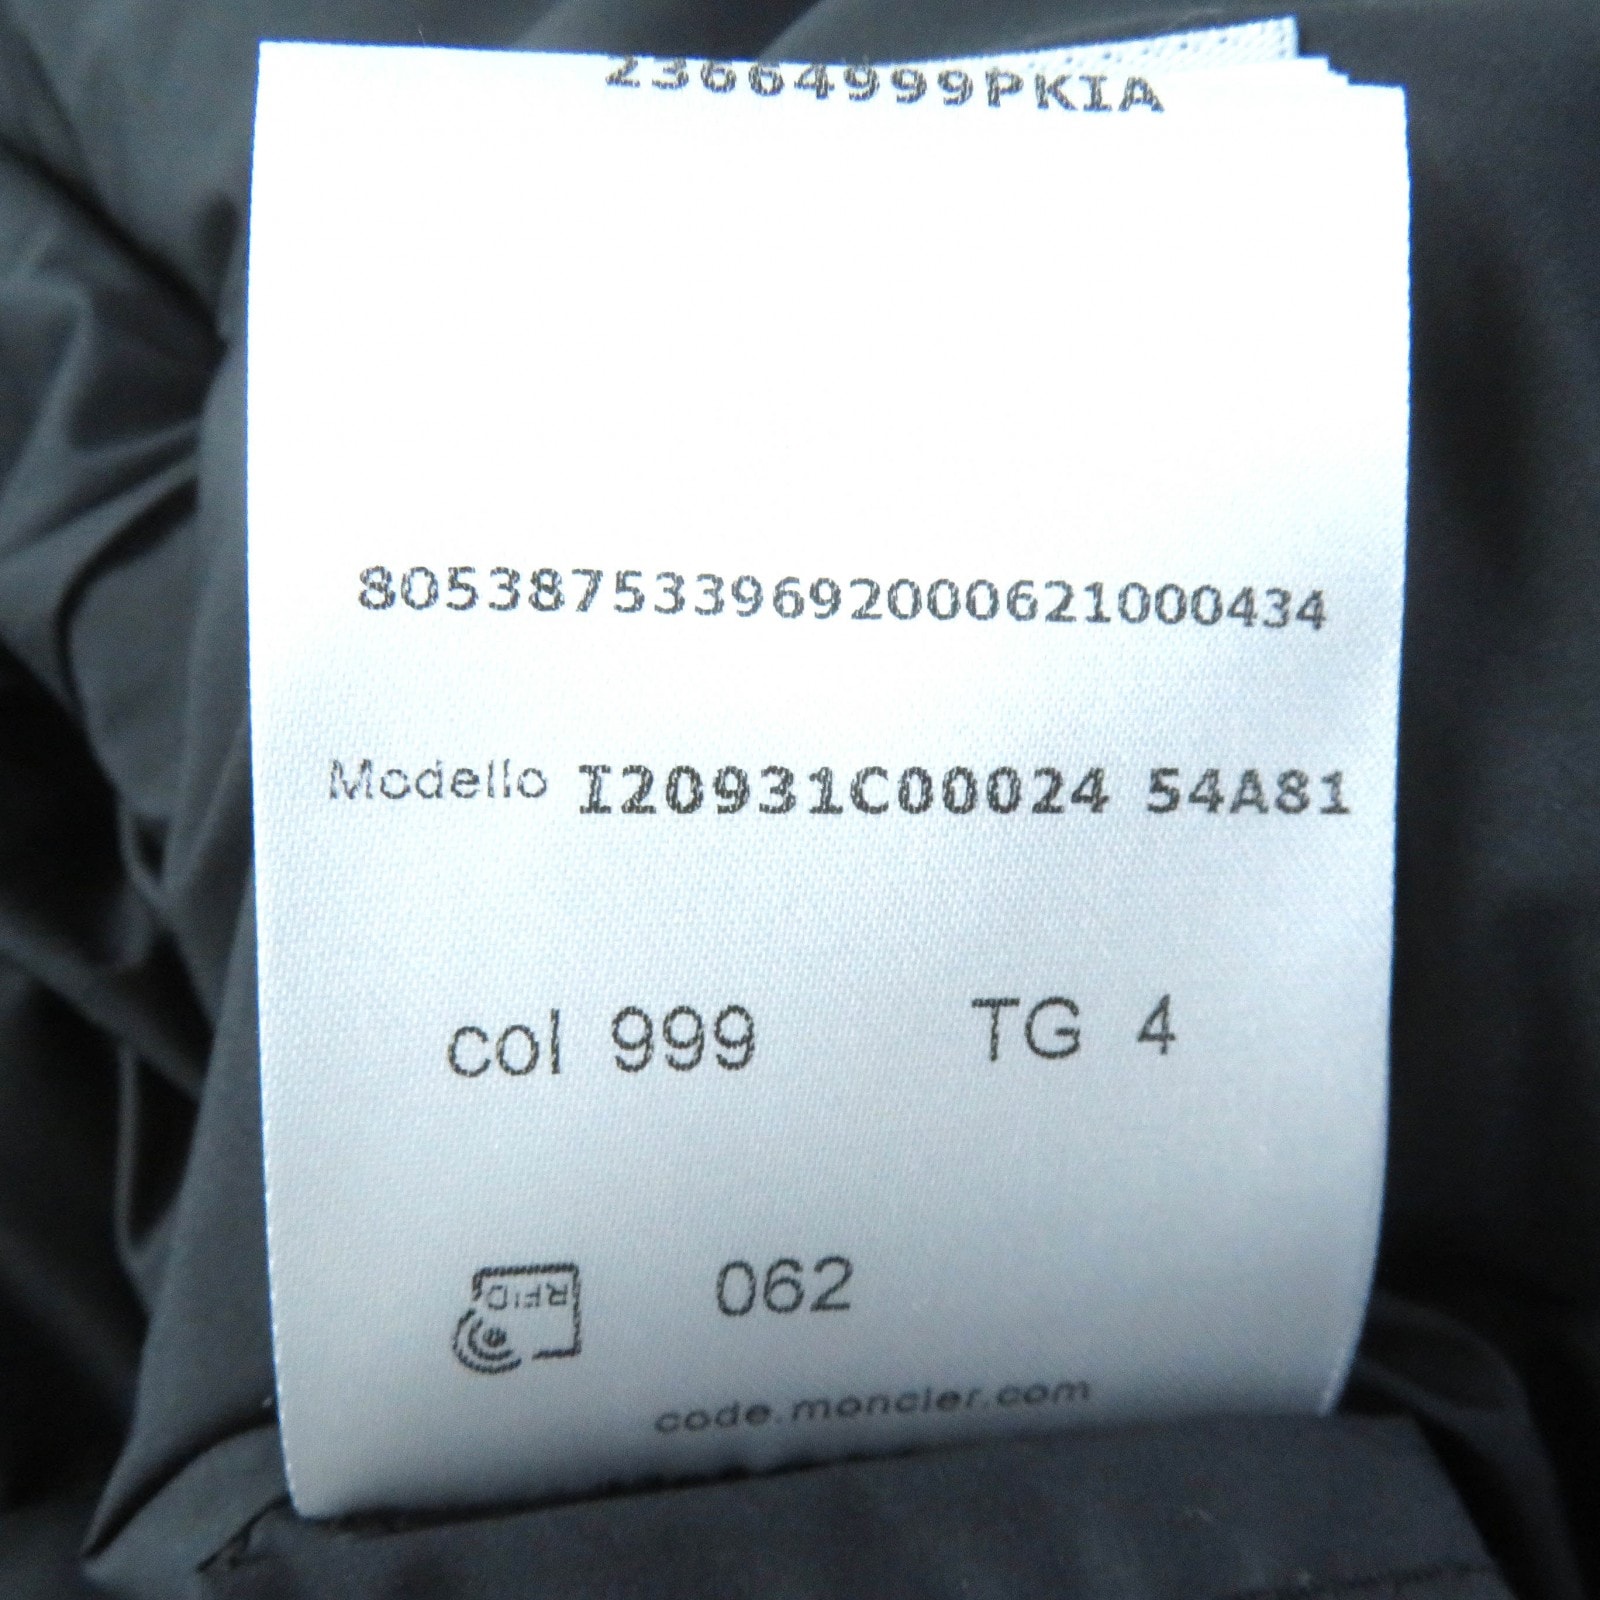 23664999PKIA
8053875339692000621000434
Modello I20931C00024 54A81
col 999 TG 4
RFID 062
code.moncler.com